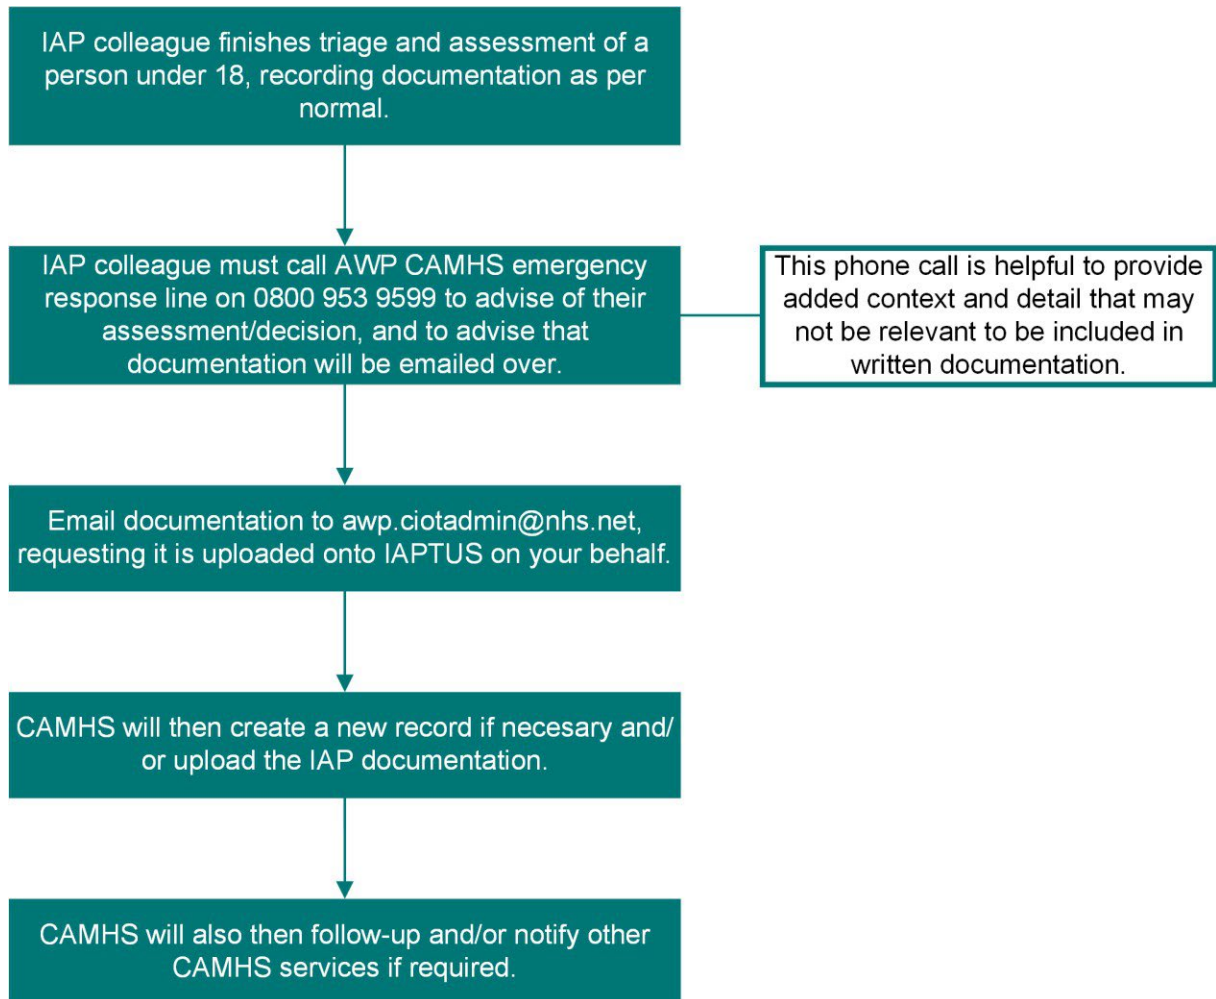 IAP colleague finishes triage and assessment of a
person under 18, recording documentation as per
normal.
IAP colleague must call AWP CAMHS emergency
response line on 0800 953 9599 to advise of their
assessment/decision, and to advise that
documentation will be emailed over.
This phone call is helpful to provide
added context and detail that may
not be relevant to be included in
written documentation.
Email documentation to awp.ciotadmin@nhs.net,
requesting it is uploaded onto IAPTUS on your behalf.
CAMHS will then create a new record if necesary and/
or upload the IAP documentation.
CAMHS will also then follow-up and/or notify other
CAMHS services if required.